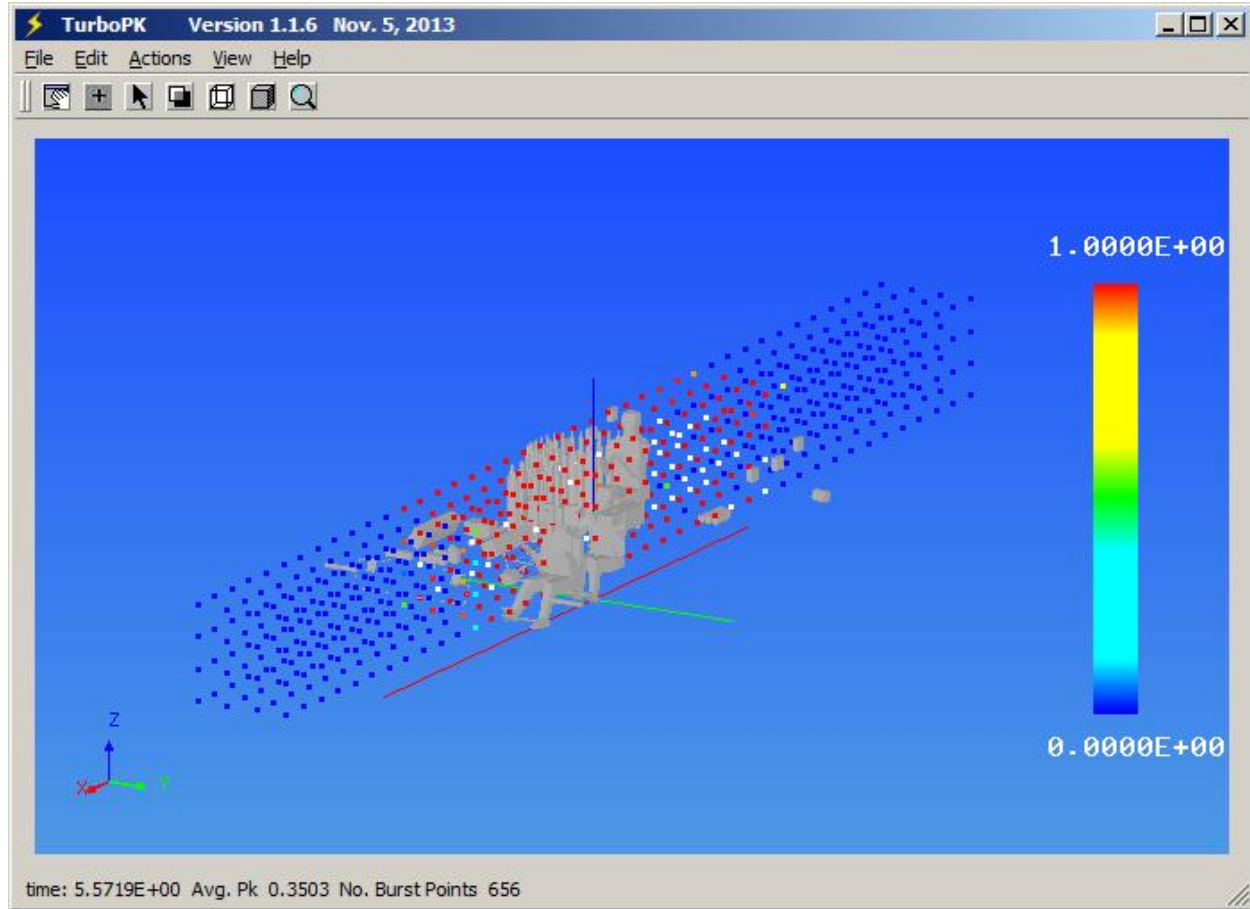 TurboPK Version 1.1.6 Nov. 5, 2013
File Edit Actions View Help
1.0000E+00
0.0000E+00
Z
X Y
time: 5.5719E+00 Avg. Pk 0.3503 No. Burst Points 656